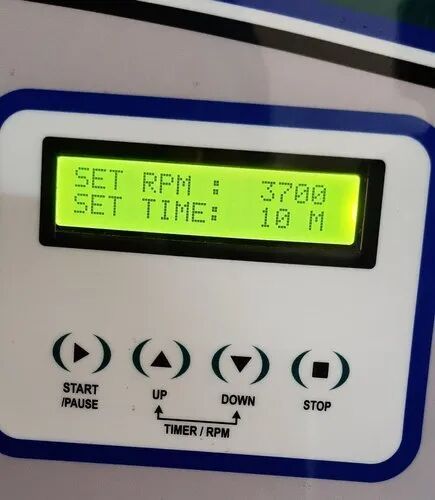 SET RPM : 3700
SET TIME: 10 M
START
/PAUSE
UP
DOWN
STOP
TIMER / RPM